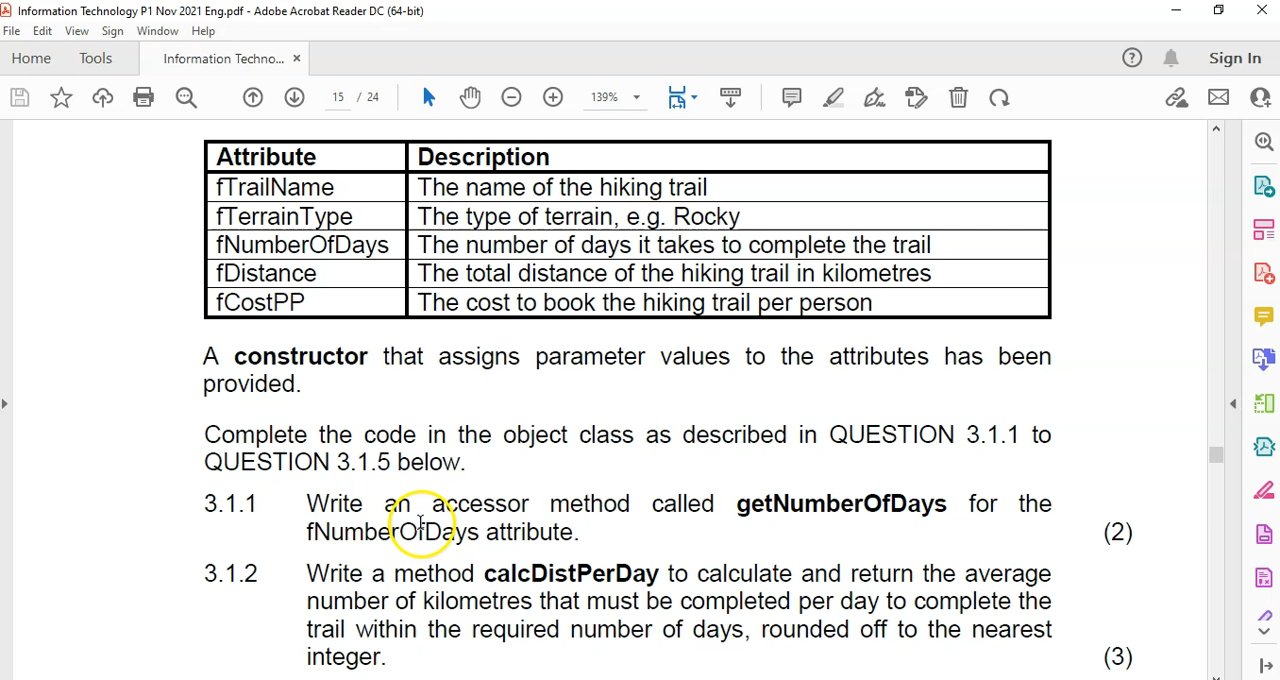 Information Technology P1 Nov 2021 Eng.pdf - Adobe Acrobat Reader DC (64-bit)
File Edit View Sign Window Help
Home Tools Information Techno... × Sign In
15 / 24 139%
Attribute Description
fTrailName The name of the hiking trail
fTerrainType The type of terrain, e.g. Rocky
fNumberOfDays The number of days it takes to complete the trail
fDistance The total distance of the hiking trail in kilometres
fCostPP The cost to book the hiking trail per person
A constructor that assigns parameter values to the attributes has been
provided.
Complete the code in the object class as described in QUESTION 3.1.1 to
QUESTION 3.1.5 below.
3.1.1 Write an accessor method called getNumberOfDays for the
fNumberOfDays attribute. (2)
3.1.2 Write a method calcDistPerDay to calculate and return the average
number of kilometres that must be completed per day to complete the
trail within the required number of days, rounded off to the nearest
integer. (3)